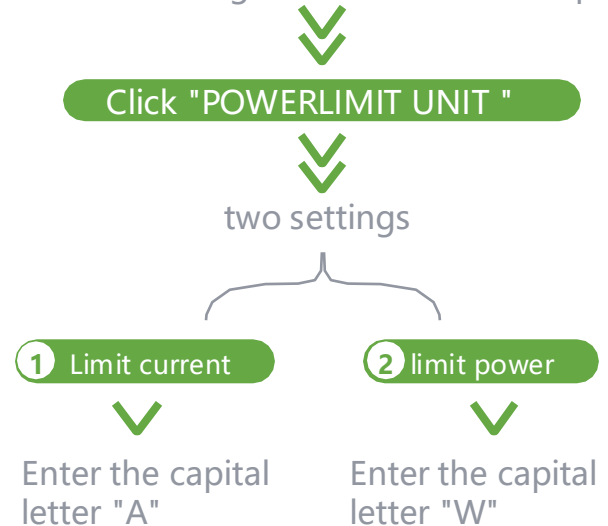 Click "POWERLIMIT UNIT "
two settings
1 Limit current
2 limit power
Enter the capital
letter "A"
Enter the capital
letter "W"